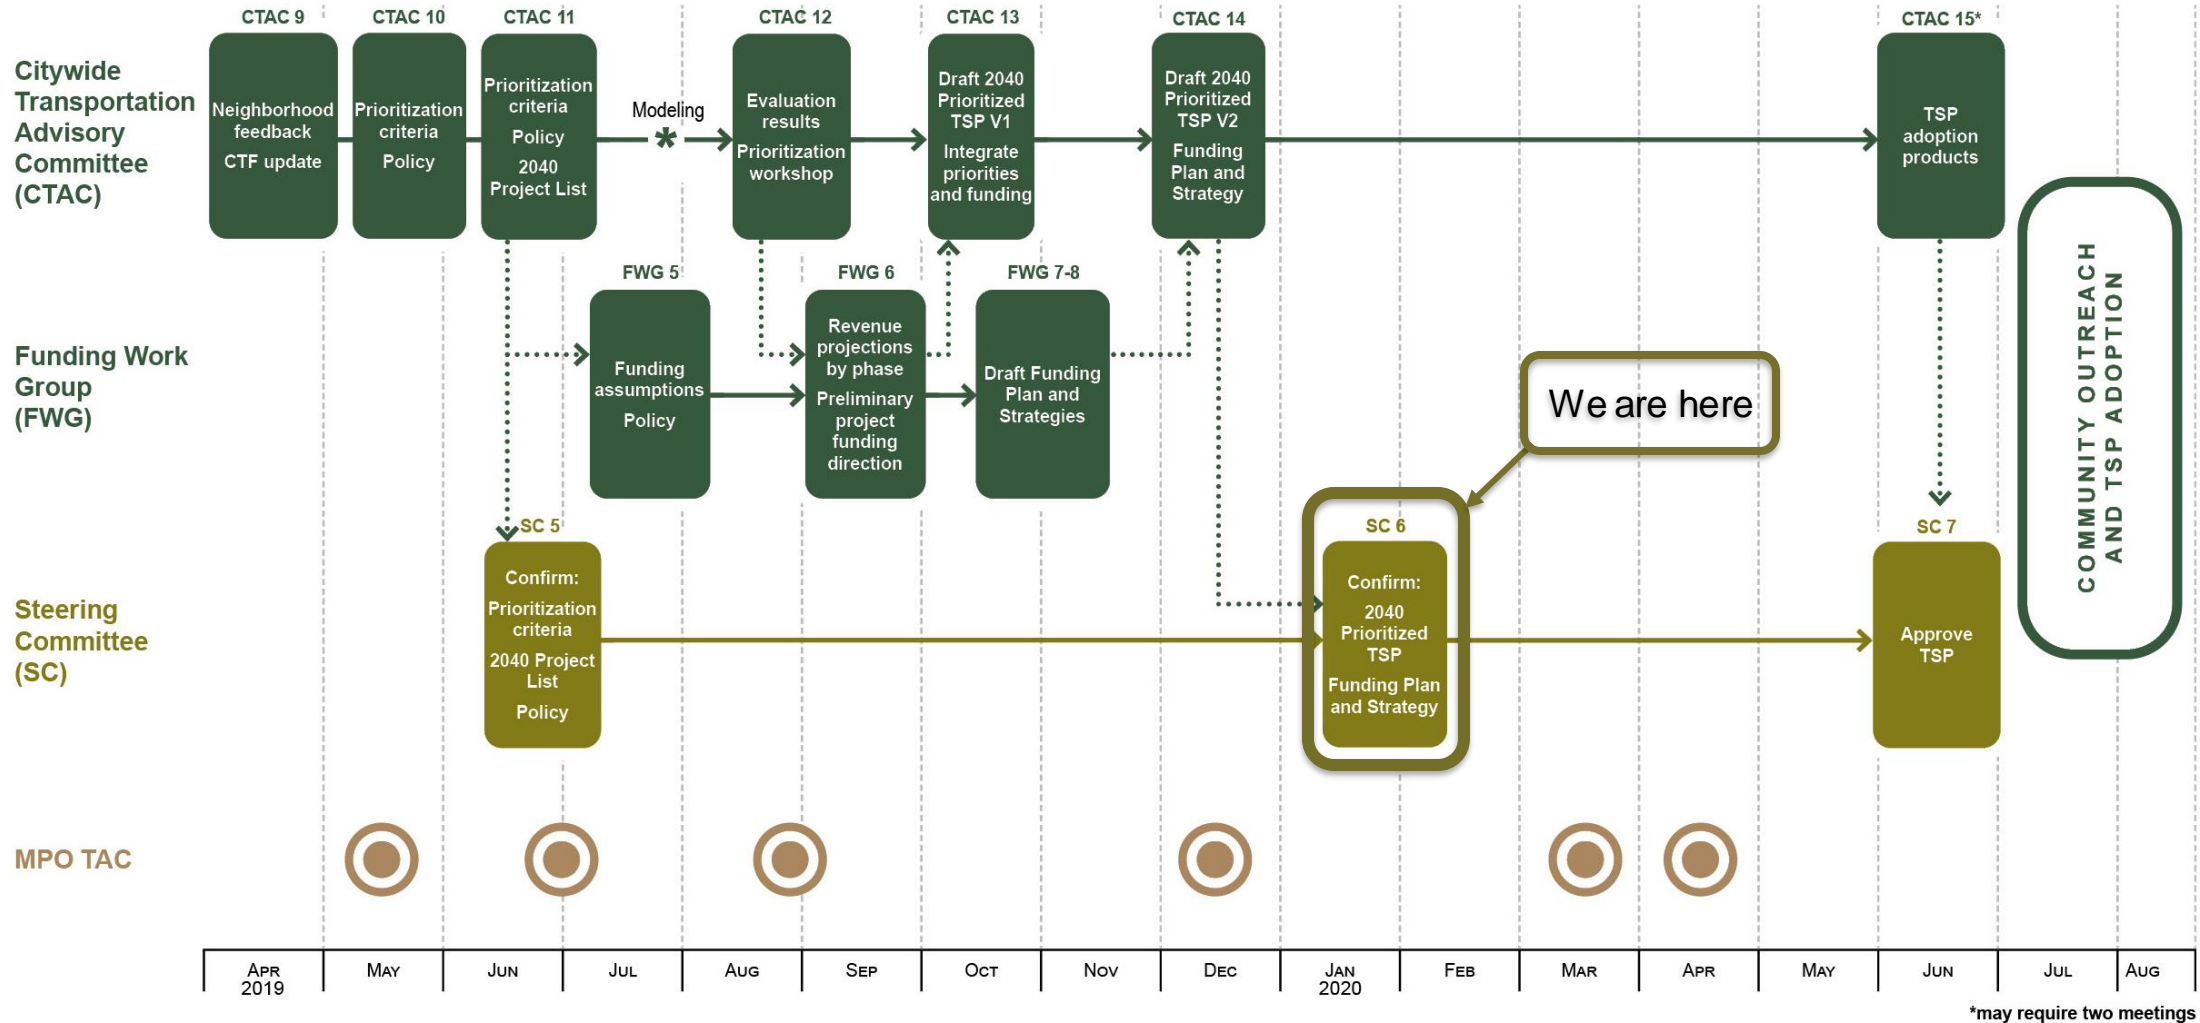 CTAC 9
CTAC 10
CTAC 11
CTAC 12
CTAC 13
CTAC 14
CTAC 15*
Citywide
Transportation
Advisory
Committee
(CTAC)
Neighborhood
feedback
CTF update
Prioritization
criteria
Policy
Prioritization
criteria
Policy
2040
Project List
Modeling
*
Evaluation
results
Prioritization
workshop
Draft 2040
Prioritized
TSP V1
Integrate
priorities
and funding
Draft 2040
Prioritized
TSP V2
Funding
Plan and
Strategy
TSP
adoption
products
FWG 5
FWG 6
FWG 7-8
Funding Work
Group
(FWG)
Funding
assumptions
Policy
Revenue
projections
by phase
Preliminary
project
funding
direction
Draft Funding
Plan and
Strategies
We are here
COMMUNITY OUTREACH
AND TSP ADOPTION
SC 5
SC 6
SC 7
Steering
Committee
(SC)
Confirm:
Prioritization
criteria
2040 Project
List
Policy
Confirm:
2040
Prioritized
TSP
Funding Plan
and Strategy
Approve
TSP
MPO TAC
APR
2019
MAY
JUN
JUL
AUG
SEP
OCT
NOV
DEC
JAN
2020
FEB
MAR
APR
MAY
JUN
JUL
AUG
*may require two meetings